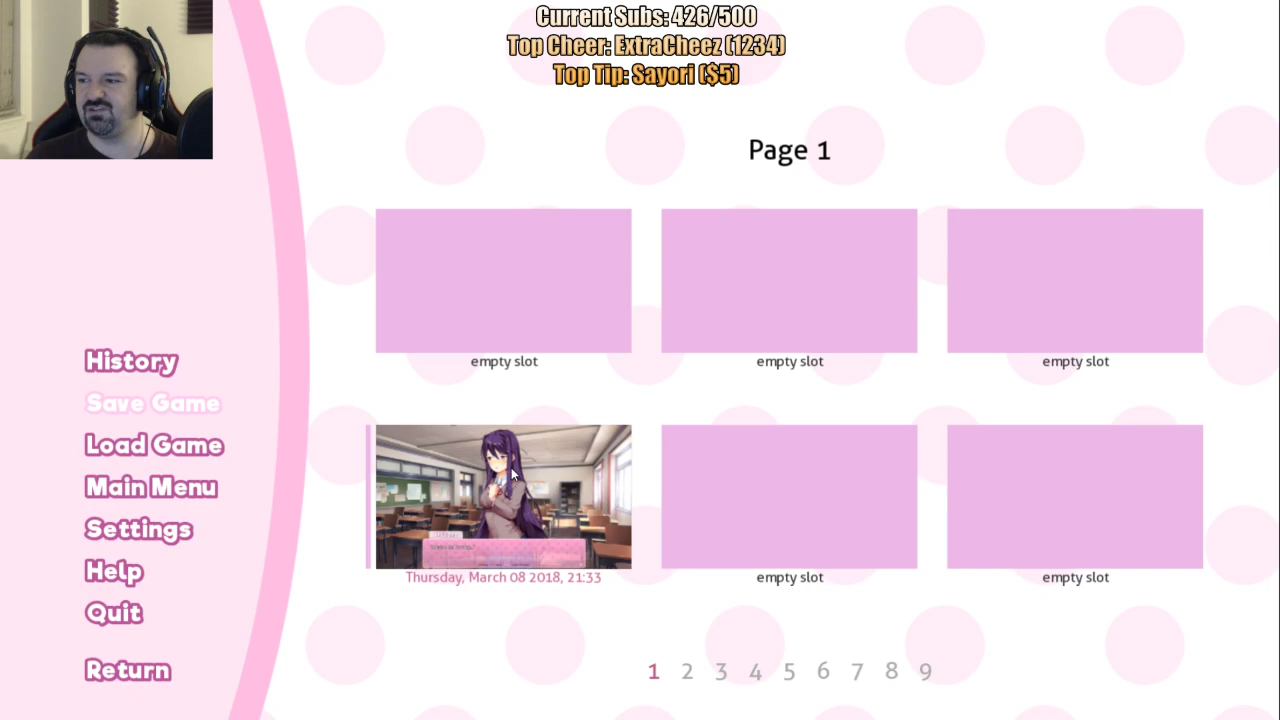 Current Subs: 426/500
Top Cheer: ExtraCheez (1234)
Top Tip: Sayori ($5)
Page 1
empty slot
empty slot
empty slot
History
Save Game
Load Game
Main Menu
Settings
Help
Quit
Return
Thursday, March 08 2018, 21:33
empty slot
empty slot
1 2 3 4 5 6 7 8 9